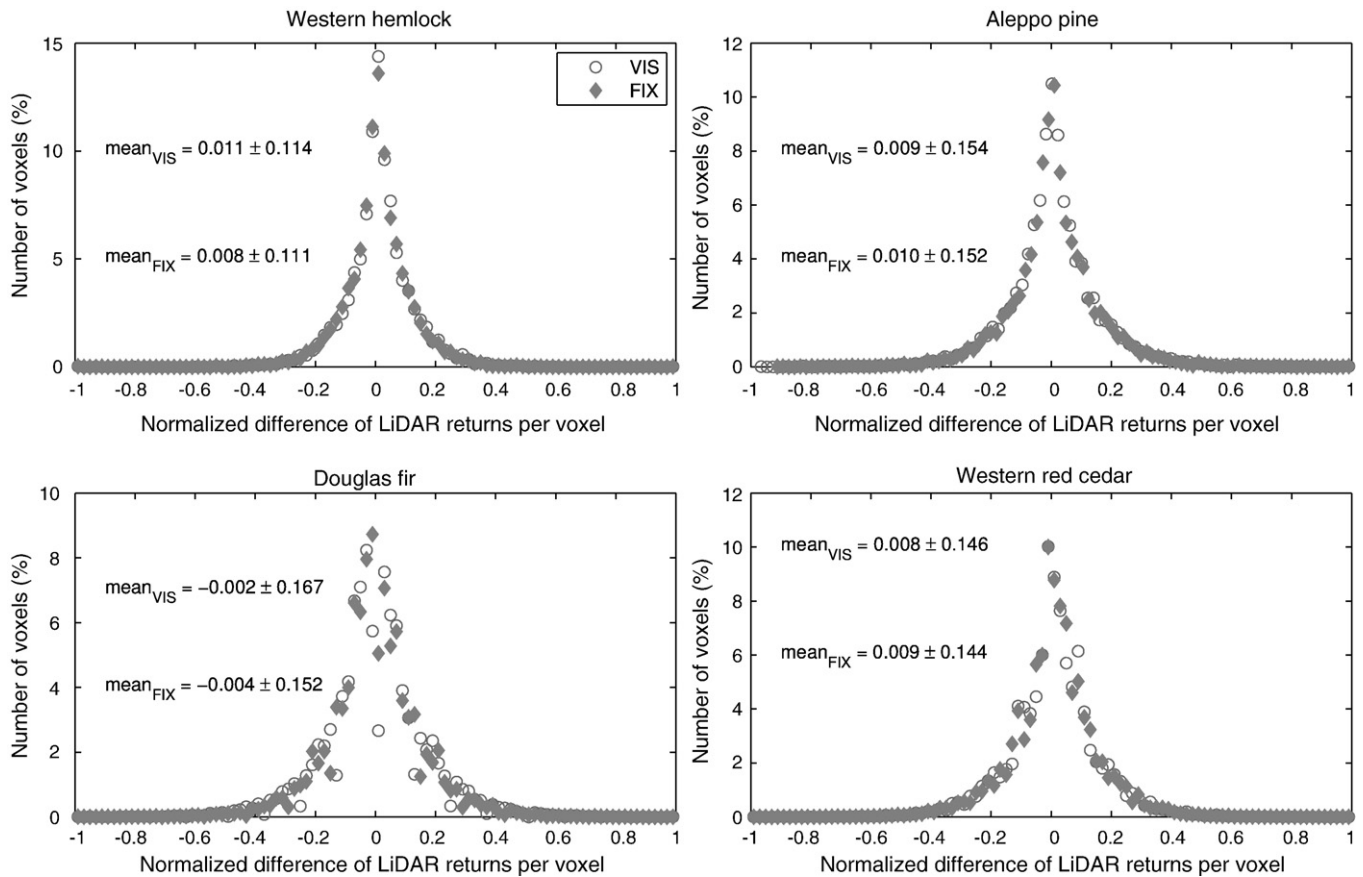 Western hemlock
15
10
5
0
Number of voxels (%)
VIS
FIX
meanVIS = 0.011 ± 0.114
meanFIX = 0.008 ± 0.111
-1 -0.8 -0.6 -0.4 -0.2 0 0.2 0.4 0.6 0.8 1
Normalized difference of LiDAR returns per voxel
Aleppo pine
12
10
8
6
4
2
0
Number of voxels (%)
meanVIS = 0.009 ± 0.154
meanFIX = 0.010 ± 0.152
-1 -0.8 -0.6 -0.4 -0.2 0 0.2 0.4 0.6 0.8 1
Normalized difference of LiDAR returns per voxel
Douglas fir
10
8
6
4
2
0
Number of voxels (%)
meanVIS = −0.002 ± 0.167
meanFIX = −0.004 ± 0.152
-1 -0.8 -0.6 -0.4 -0.2 0 0.2 0.4 0.6 0.8 1
Normalized difference of LiDAR returns per voxel
Western red cedar
12
10
8
6
4
2
0
Number of voxels (%)
meanVIS = 0.008 ± 0.146
meanFIX = 0.009 ± 0.144
-1 -0.8 -0.6 -0.4 -0.2 0 0.2 0.4 0.6 0.8 1
Normalized difference of LiDAR returns per voxel